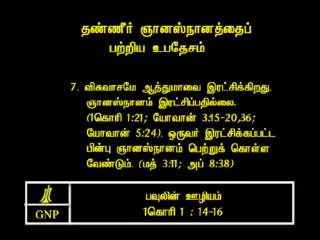 தண்ணீர் ஞானஸ்நானத்தைப்
பற்றிய உபதேசம்
7. விசுவாசமே ஆத்துமாவை இரட்சிக்கிறது.
ஞானஸ்நானம் இரட்சிப்பதில்லை.
(1கொரி 1:21; யோவான் 3:15-20,36;
யோவான் 5:24). ஒருவர் இரட்சிக்கப்பட்ட
பின்பு ஞானஸ்நானம் பெற்றுக் கொள்ள
வேண்டும். (மத் 3:11; அப் 8:38)
பவுலின் ஊழியம்
GNP
1கொரி 1 : 14-16